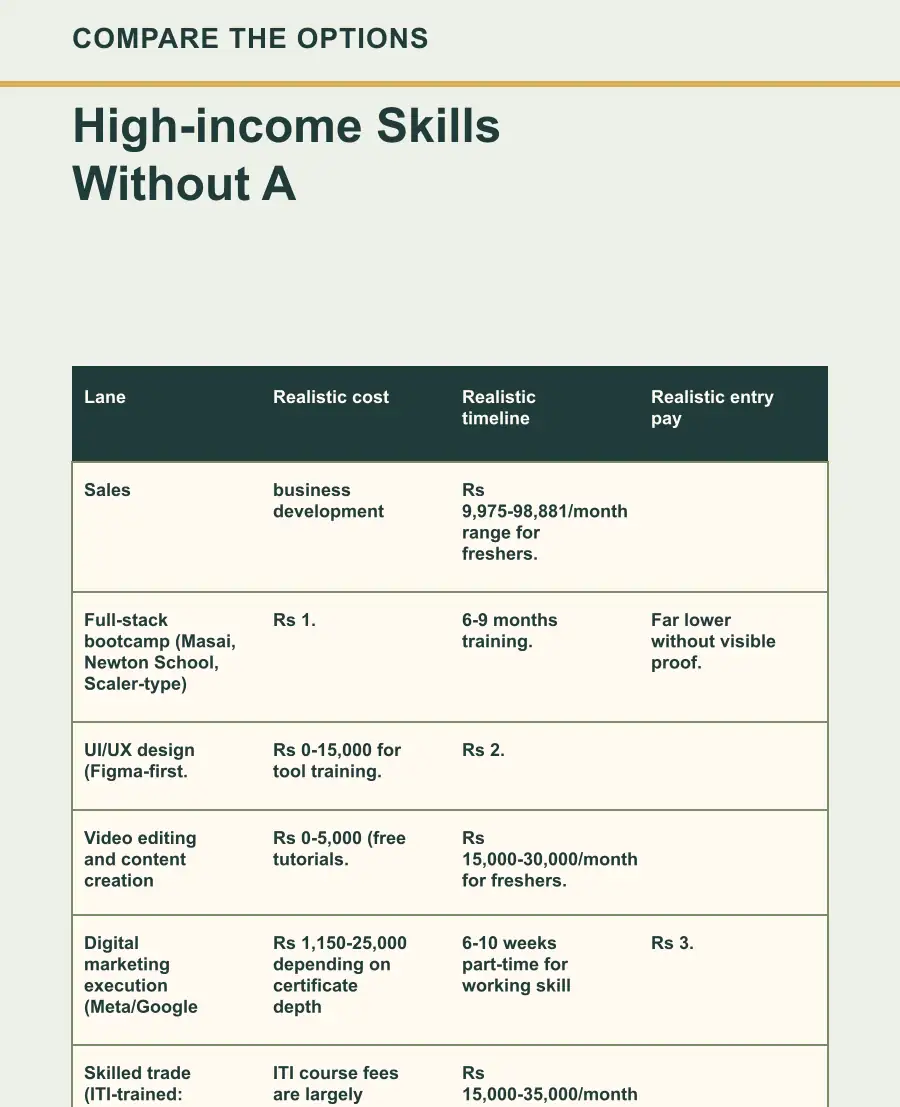 COMPARE THE OPTIONS
High-income Skills
Without A
Lane
Realistic cost
Realistic
timeline
Realistic entry
pay
Sales
business
development
Rs
9,975-98,881/month
range for
freshers.
Full-stack
bootcamp (Masai,
Newton School,
Scaler-type)
Rs 1.
6-9 months
training.
Far lower
without visible
proof.
UI/UX design
(Figma-first.
Rs 0-15,000 for
tool training.
Rs 2.
Video editing
and content
creation
Rs 0-5,000 (free
tutorials.
Rs
15,000-30,000/month
for freshers.
Digital
marketing
execution
(Meta/Google
Rs 1,150-25,000
depending on
certificate
depth
6-10 weeks
part-time for
working skill
Rs 3.
Skilled trade
(ITI-trained:
ITI course fees
are largely
Rs
15,000-35,000/month